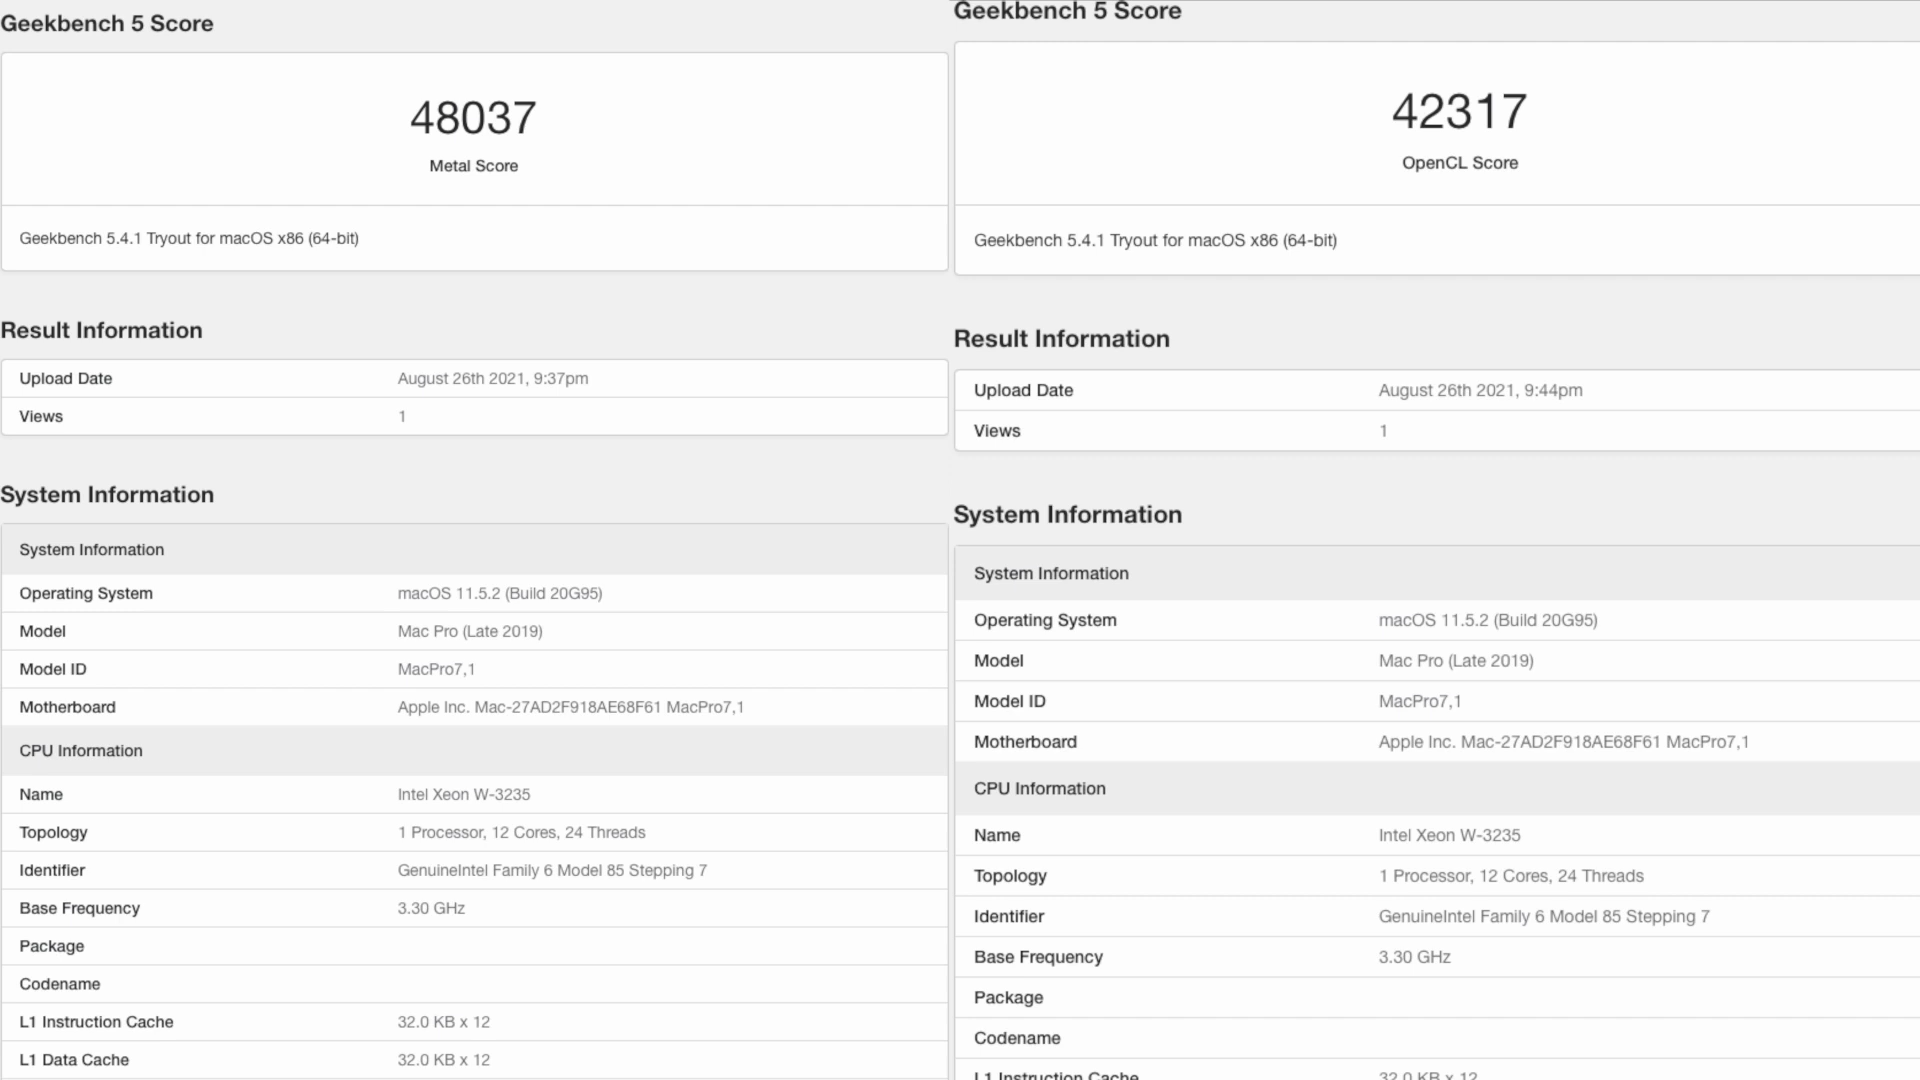 Geekbench 5 Score
48037
Metal Score
Geekbench 5.4.1 Tryout for macOS x86 (64-bit)
Result Information
Upload Date August 26th 2021, 9:37pm
Views 1
System Information
System Information
Operating System macOS 11.5.2 (Build 20G95)
Model Mac Pro (Late 2019)
Model ID MacPro7,1
Motherboard Apple Inc. Mac-27AD2F918AE68F61 MacPro7,1
CPU Information
Name Intel Xeon W-3235
Topology 1 Processor, 12 Cores, 24 Threads
Identifier GenuineIntel Family 6 Model 85 Stepping 7
Base Frequency 3.30 GHz
Package
Codename
L1 Instruction Cache 32.0 KB x 12
L1 Data Cache 32.0 KB x 12
Geekbench 5 Score
42317
OpenCL Score
Geekbench 5.4.1 Tryout for macOS x86 (64-bit)
Result Information
Upload Date August 26th 2021, 9:44pm
Views 1
System Information
System Information
Operating System macOS 11.5.2 (Build 20G95)
Model Mac Pro (Late 2019)
Model ID MacPro7,1
Motherboard Apple Inc. Mac-27AD2F918AE68F61 MacPro7,1
CPU Information
Name Intel Xeon W-3235
Topology 1 Processor, 12 Cores, 24 Threads
Identifier GenuineIntel Family 6 Model 85 Stepping 7
Base Frequency 3.30 GHz
Package
Codename
L1 Instruction Cache 32.0 KB x 12